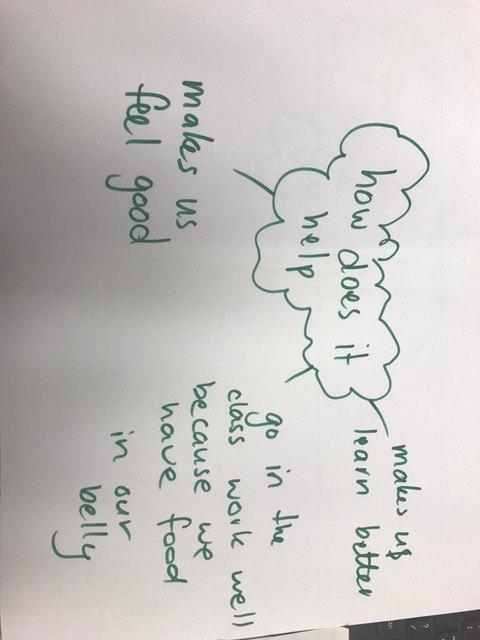 how does it
help
makes us
learn better
makes us
feel good
go in the
class work well
because we
have food
in our
belly